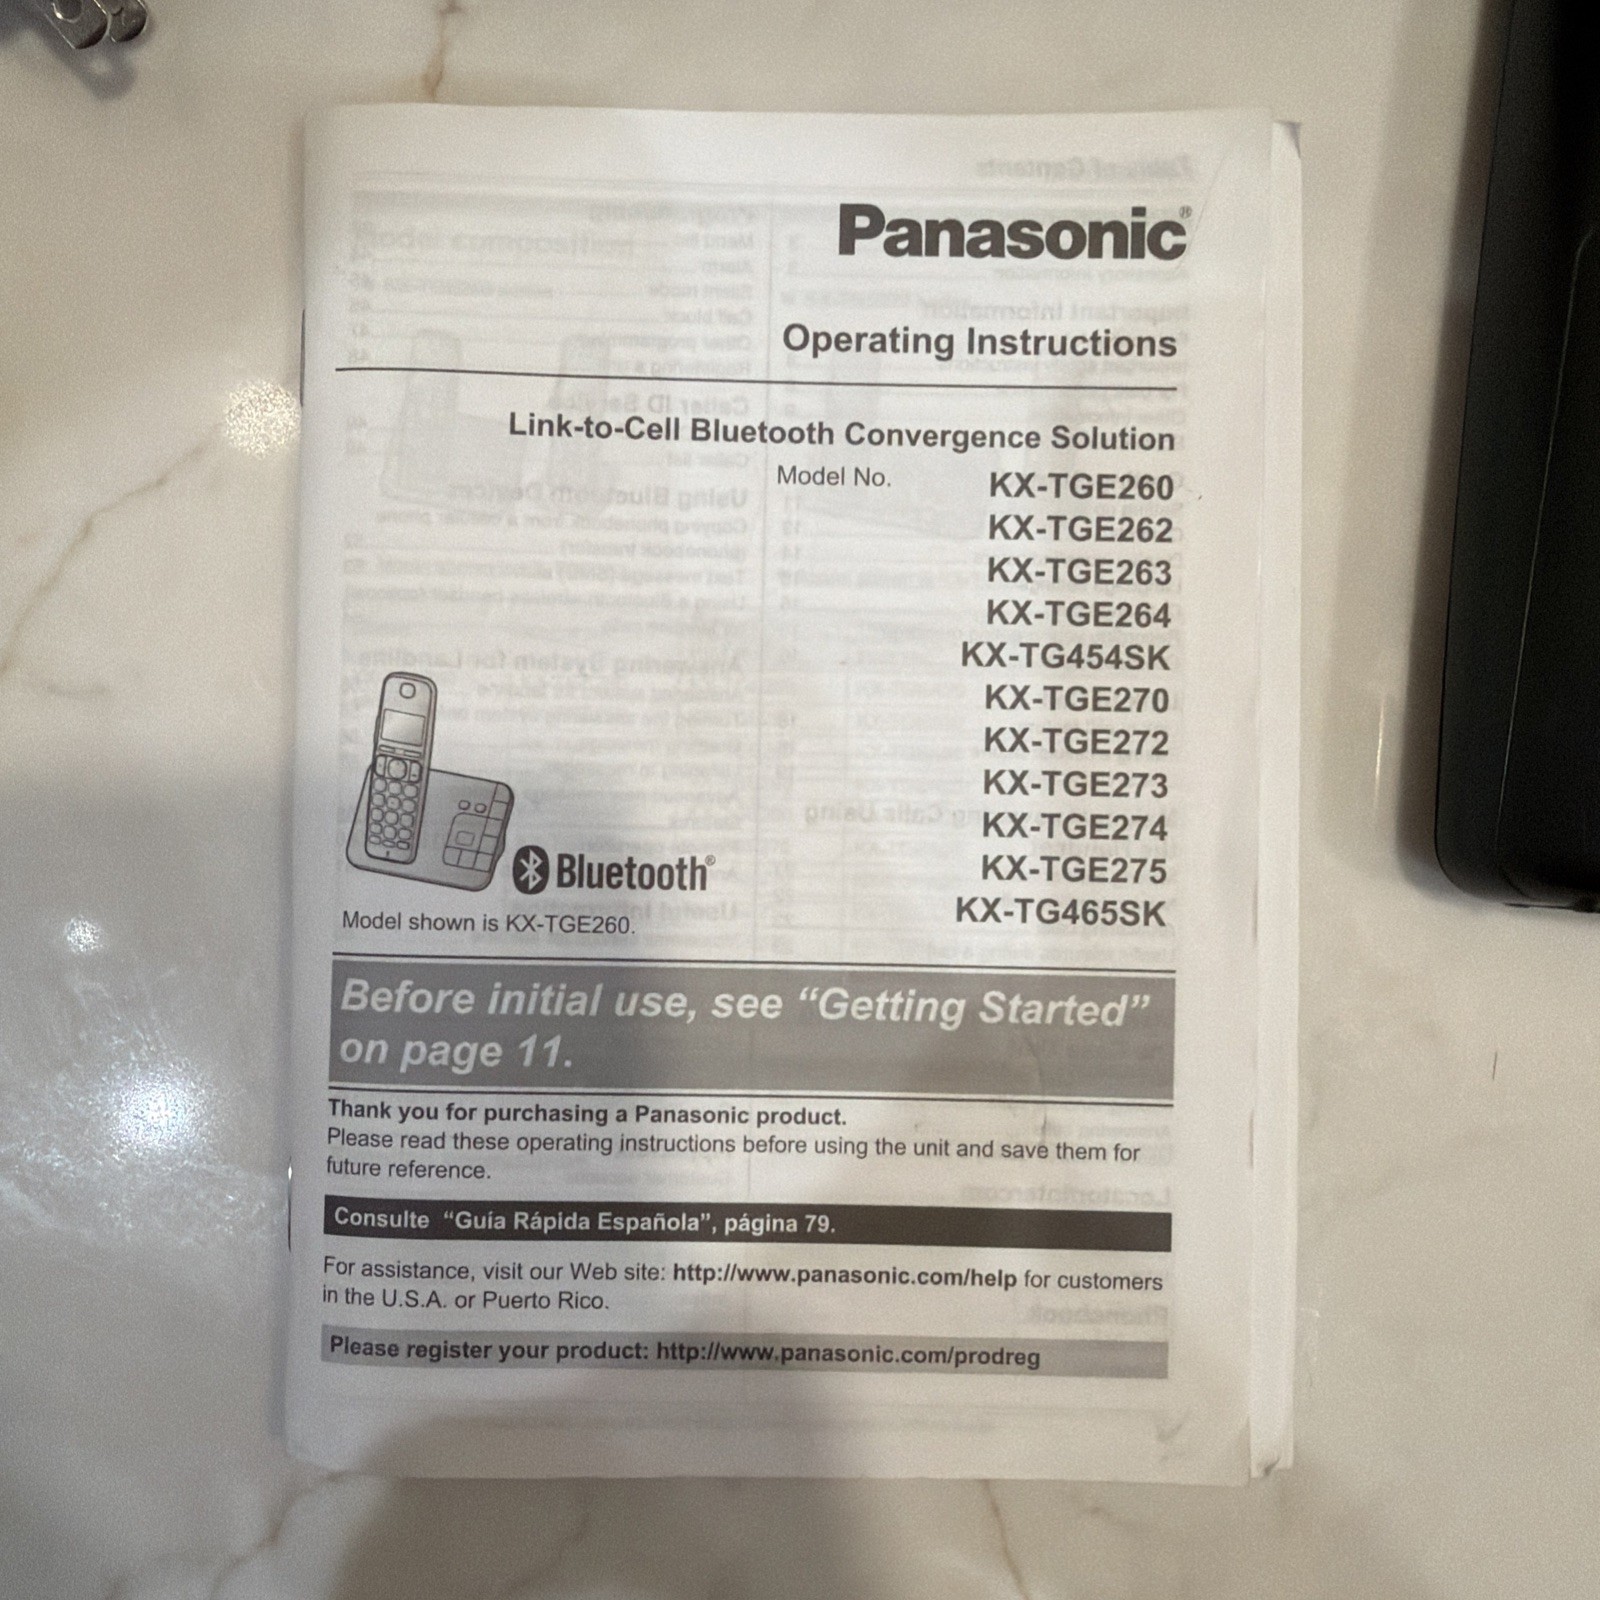 Panasonic®
Operating Instructions
Link-to-Cell Bluetooth Convergence Solution
Model No.
KX-TGE260
KX-TGE262
KX-TGE263
KX-TGE264
KX-TG454SK
KX-TGE270
KX-TGE272
KX-TGE273
KX-TGE274
KX-TGE275
KX-TG465SK
Bluetooth®
Model shown is KX-TGE260.
Before initial use, see “Getting Started”
on page 11.
Thank you for purchasing a Panasonic product.
Please read these operating instructions before using the unit and save them for
future reference.
Consulte “Guía Rápida Española”, página 79.
For assistance, visit our Web site: http://www.panasonic.com/help for customers
in the U.S.A. or Puerto Rico.
Please register your product: http://www.panasonic.com/prodreg